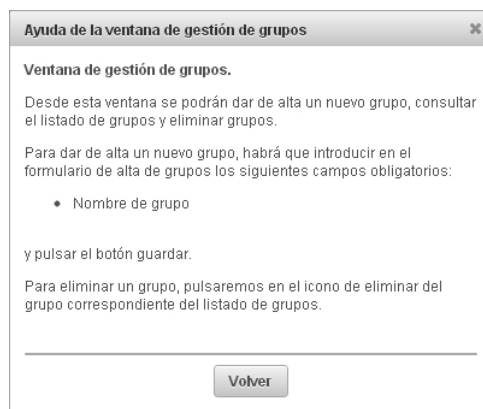 Ayuda de la ventana de gestión de grupos
Ventana de gestión de grupos.
Desde esta ventana se podrán dar de alta un nuevo grupo, consultar
el listado de grupos y eliminar grupos.
Para dar de alta un nuevo grupo, habrá que introducir en el
formulario de alta de grupos los siguientes campos obligatorios:
• Nombre de grupo
y pulsar el botón guardar.
Para eliminar un grupo, pulsaremos en el icono de eliminar del
grupo correspondiente del listado de grupos.
Volver